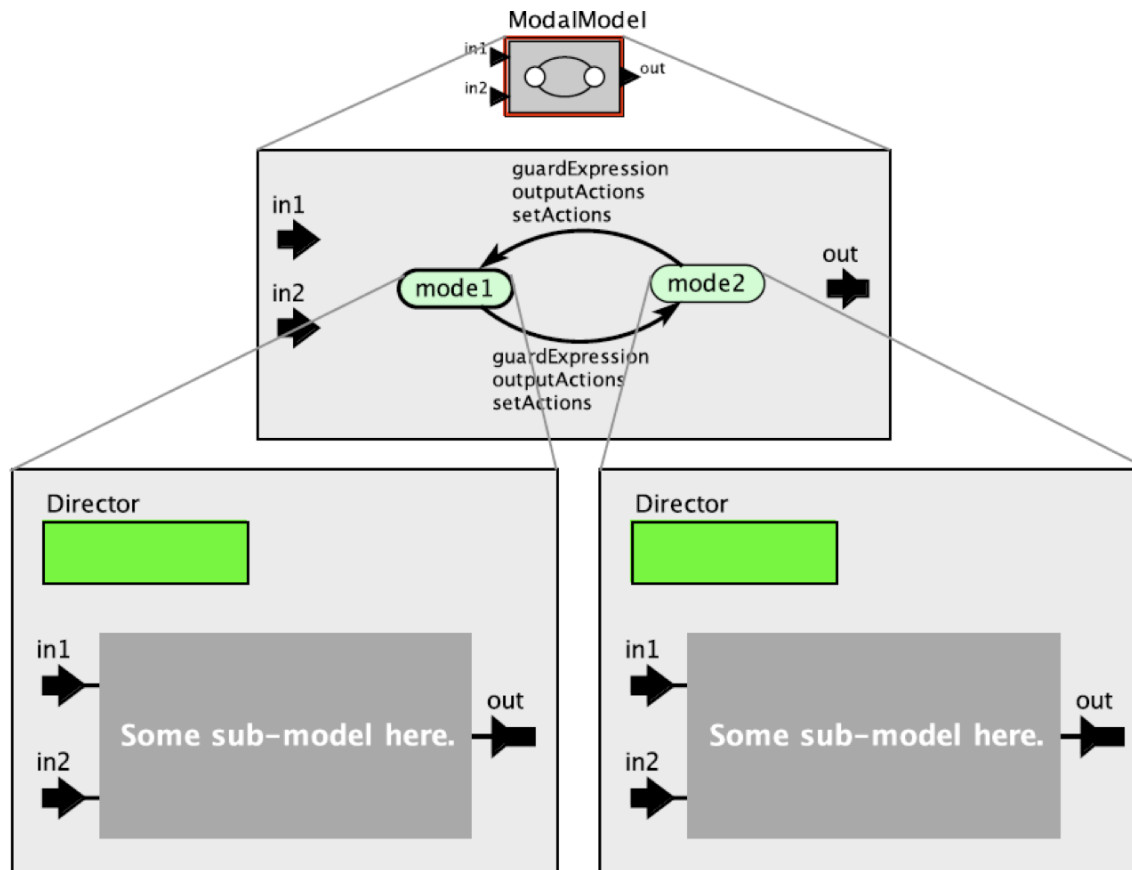 ModalModel
in1
in2
out
guardExpression
outputActions
setActions
in1
in2
out
mode1
mode2
guardExpression
outputActions
setActions
Director
in1
in2
out
Some sub-model here.
Director
in1
in2
out
Some sub-model here.